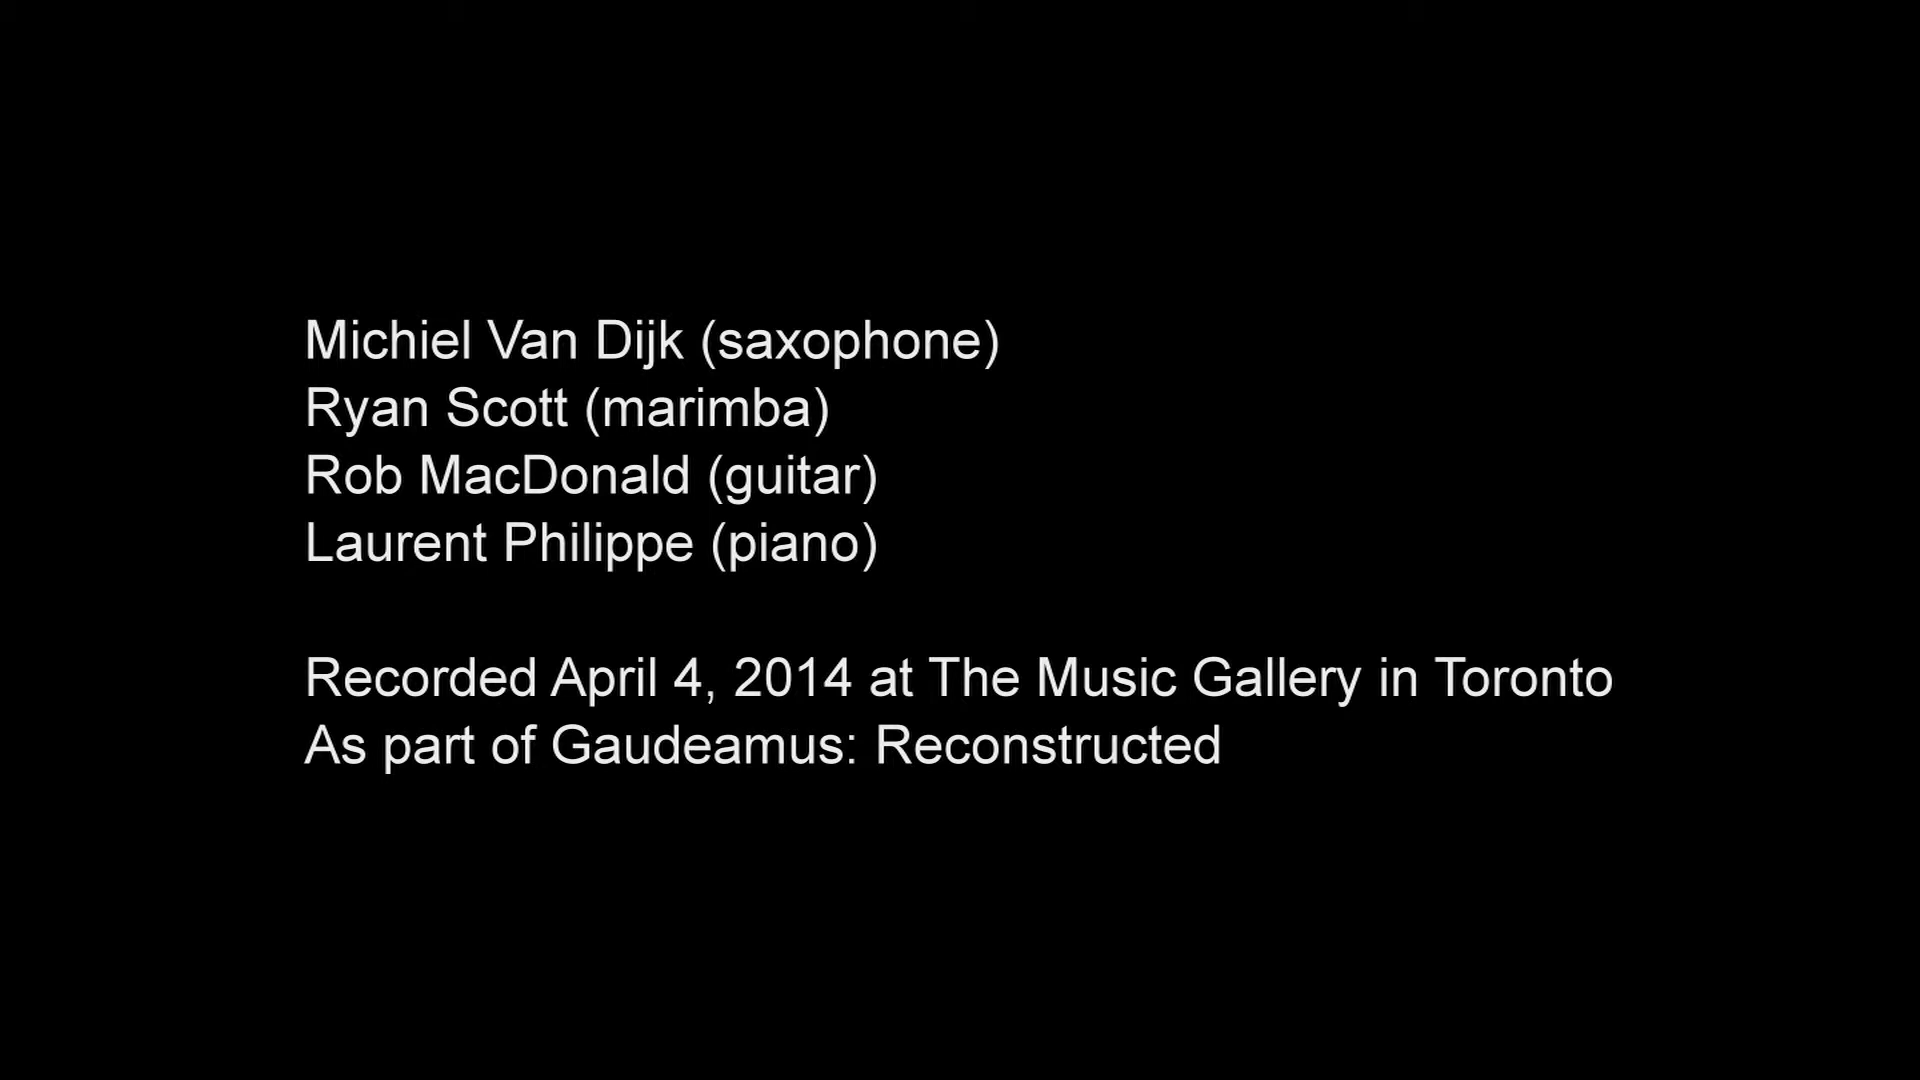 Michiel Van Dijk (saxophone)
Ryan Scott (marimba)
Rob MacDonald (guitar)
Laurent Philippe (piano)
Recorded April 4, 2014 at The Music Gallery in Toronto
As part of Gaudeamus: Reconstructed